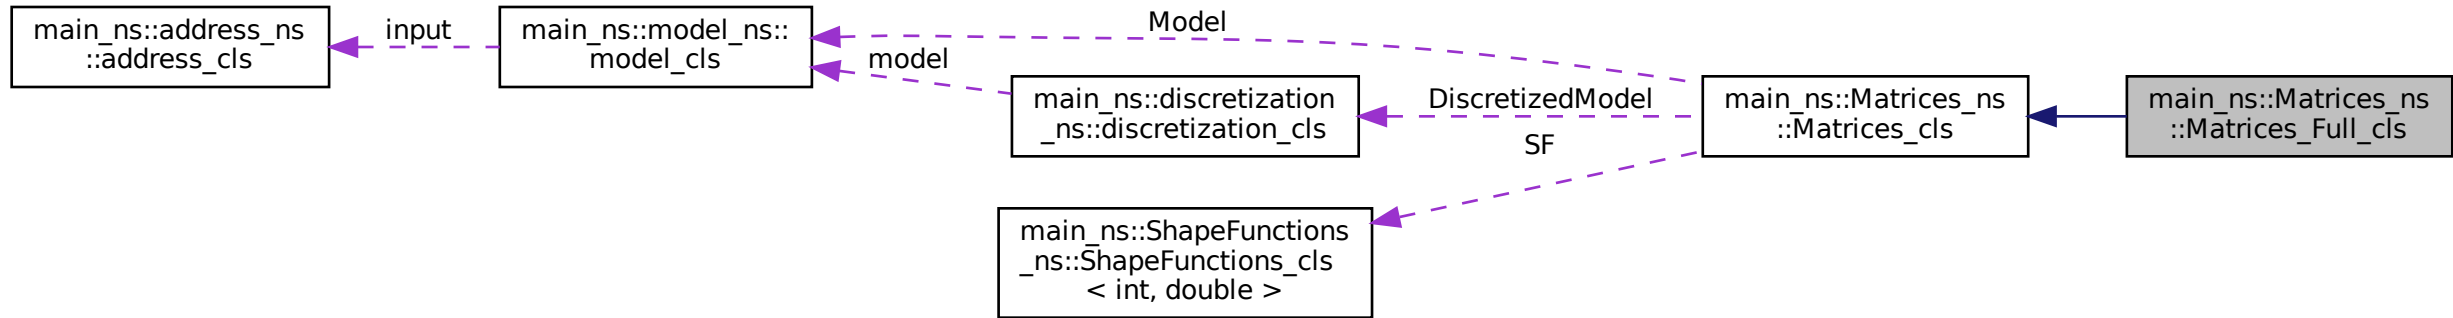 main_ns::address_ns
::address_cls
input
main_ns::model_ns::
model_cls
Model
model
main_ns::discretization
_ns::discretization_cls
DiscretizedModel
SF
main_ns::ShapeFunctions
_ns::ShapeFunctions_cls
< int, double >
main_ns::Matrices_ns
::Matrices_cls
main_ns::Matrices_ns
::Matrices_Full_cls